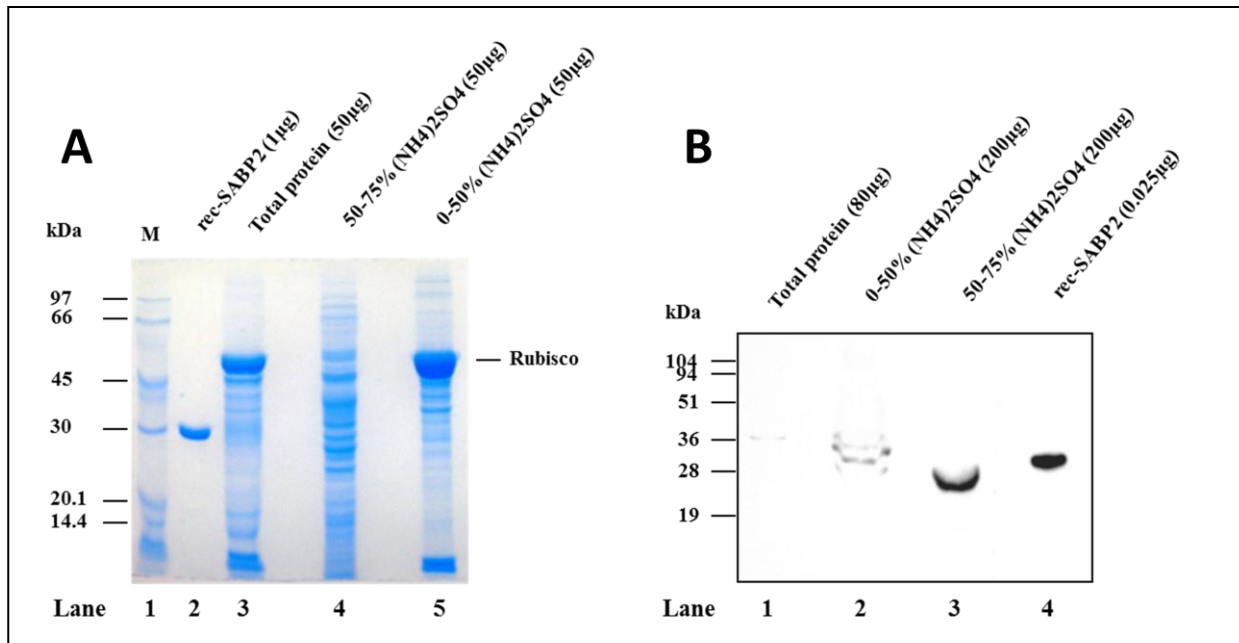 A
rec-SABP2 (1µg)
Total protein (50µg)
50-75% (NH4)2SO4 (50µg)
0-50% (NH4)2SO4 (50µg)
kDa
M
97
66
45
30
20.1
14.4
Rubisco
Lane 1 2 3 4 5
B
Total protein (80µg)
0-50% (NH4)2SO4 (200µg)
50-75% (NH4)2SO4 (200µg)
rec-SABP2 (0.025µg)
kDa
104
94
51
36
28
19
Lane 1 2 3 4